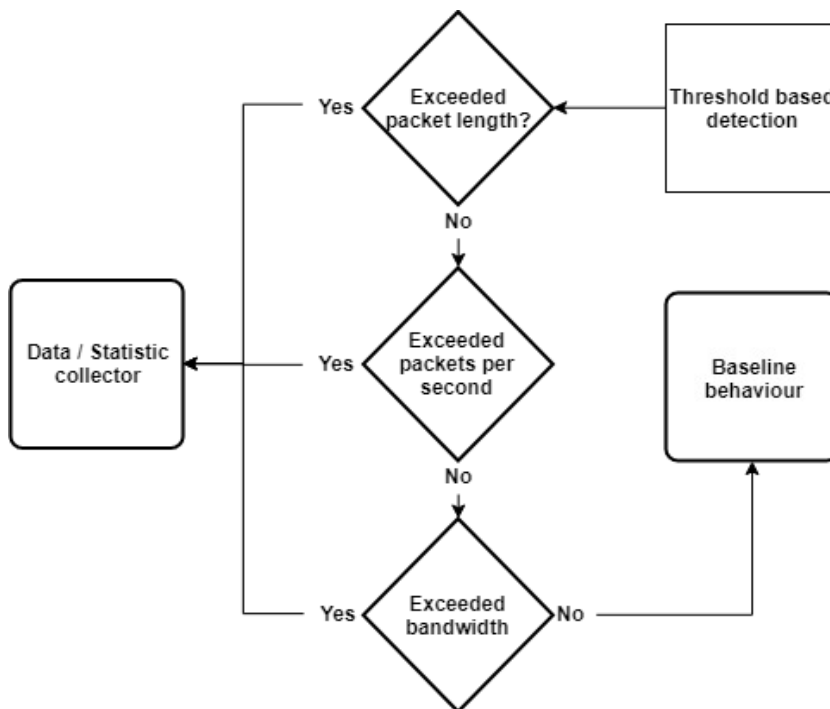 Yes
Exceeded
packet length?
Threshold based
detection
No
Data / Statistic
collector
Yes
Exceeded
packets per
second
Baseline
behaviour
No
Yes
Exceeded
bandwidth
No